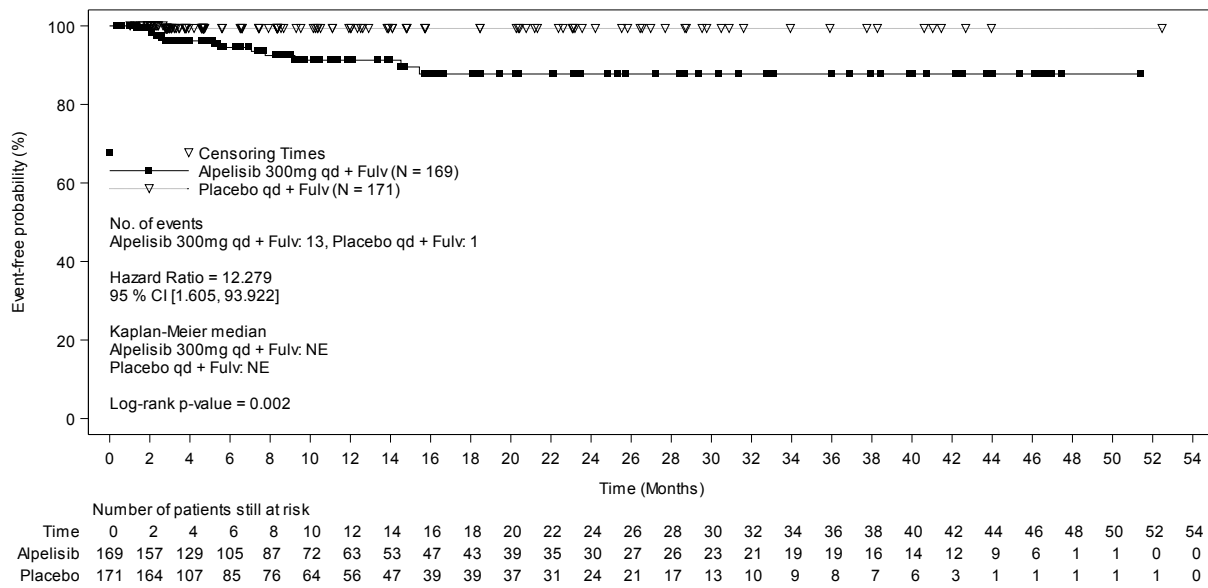 100
80
60
40
20
0
Event-free probability (%)
Censoring Times
Alpelisib 300mg qd + Fulv (N = 169)
Placebo qd + Fulv (N = 171)
No. of events
Alpelisib 300mg qd + Fulv: 13, Placebo qd + Fulv: 1
Hazard Ratio = 12.279
95 % CI [1.605, 93.922]
Kaplan-Meier median
Alpelisib 300mg qd + Fulv: NE
Placebo qd + Fulv: NE
Log-rank p-value = 0.002
0 2 4 6 8 10 12 14 16 18 20 22 24 26 28 30 32 34 36 38 40 42 44 46 48 50 52 54
Time (Months)
Number of patients still at risk
Time 0 2 4 6 8 10 12 14 16 18 20 22 24 26 28 30 32 34 36 38 40 42 44 46 48 50 52 54
Alpelisib 169 157 129 105 87 72 63 53 47 43 39 35 30 27 26 23 21 19 19 16 14 12 9 6 1 1 0 0
Placebo 171 164 107 85 76 64 56 47 39 39 37 31 24 21 17 13 10 9 8 7 6 3 1 1 1 1 1 0